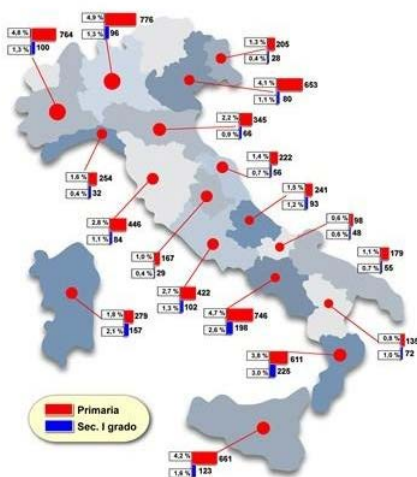 4,8 % 764
1,3 % 100
4,9 % 776
1,3 % 96
1,3 % 205
0,4 % 28
4,1 % 653
1,1 % 80
2,2 % 345
0,9 % 66
1,6 % 254
0,4 % 32
1,4 % 222
0,7 % 56
1,5 % 241
1,2 % 93
2,8 % 446
1,1 % 84
1,0 % 167
0,4 % 29
0,6 % 98
0,6 % 48
1,1 % 179
0,7 % 55
2,7 % 422
1,3 % 102
4,7 % 746
2,6 % 198
1,8 % 279
2,1 % 157
0,9 % 135
1,0 % 72
3,8 % 611
3,0 % 225
Primaria
Sec. I grado
4,2 % 661
1,6 % 123